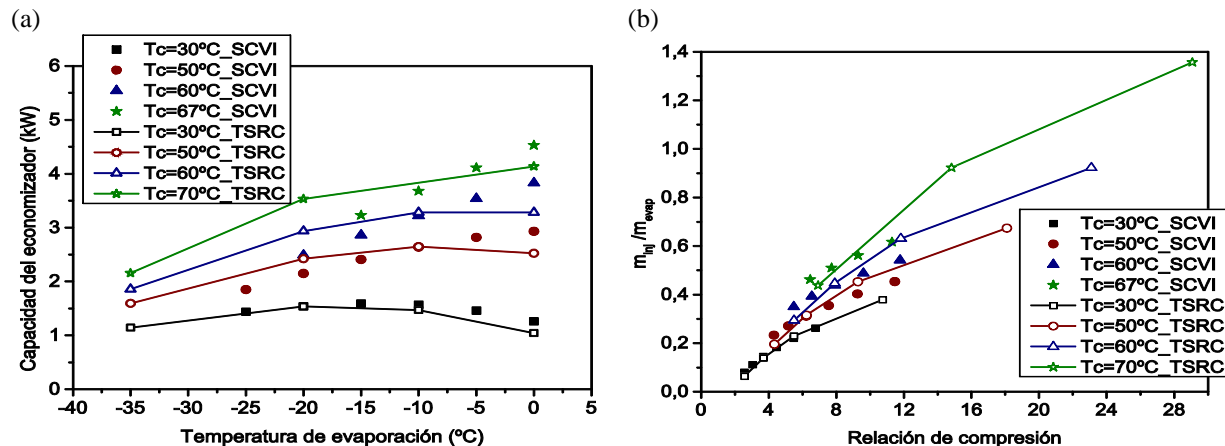 (a)
Capacidad del economizador (kW)
6
5
4
3
2
1
0
Tc=30ºC_SCVI
Tc=50ºC_SCVI
Tc=60ºC_SCVI
Tc=67ºC_SCVI
Tc=30ºC_TSRC
Tc=50ºC_TSRC
Tc=60ºC_TSRC
Tc=70ºC_TSRC
-40 -35 -30 -25 -20 -15 -10 -5 0 5
Temperatura de evaporación (ºC)
(b)
m_inj /m_evap
1,4
1,2
1,0
0,8
0,6
0,4
0,2
0,0
Tc=30ºC_SCVI
Tc=50ºC_SCVI
Tc=60ºC_SCVI
Tc=67ºC_SCVI
Tc=30ºC_TSRC
Tc=50ºC_TSRC
Tc=60ºC_TSRC
Tc=70ºC_TSRC
0 4 8 12 16 20 24 28
Relación de compresión